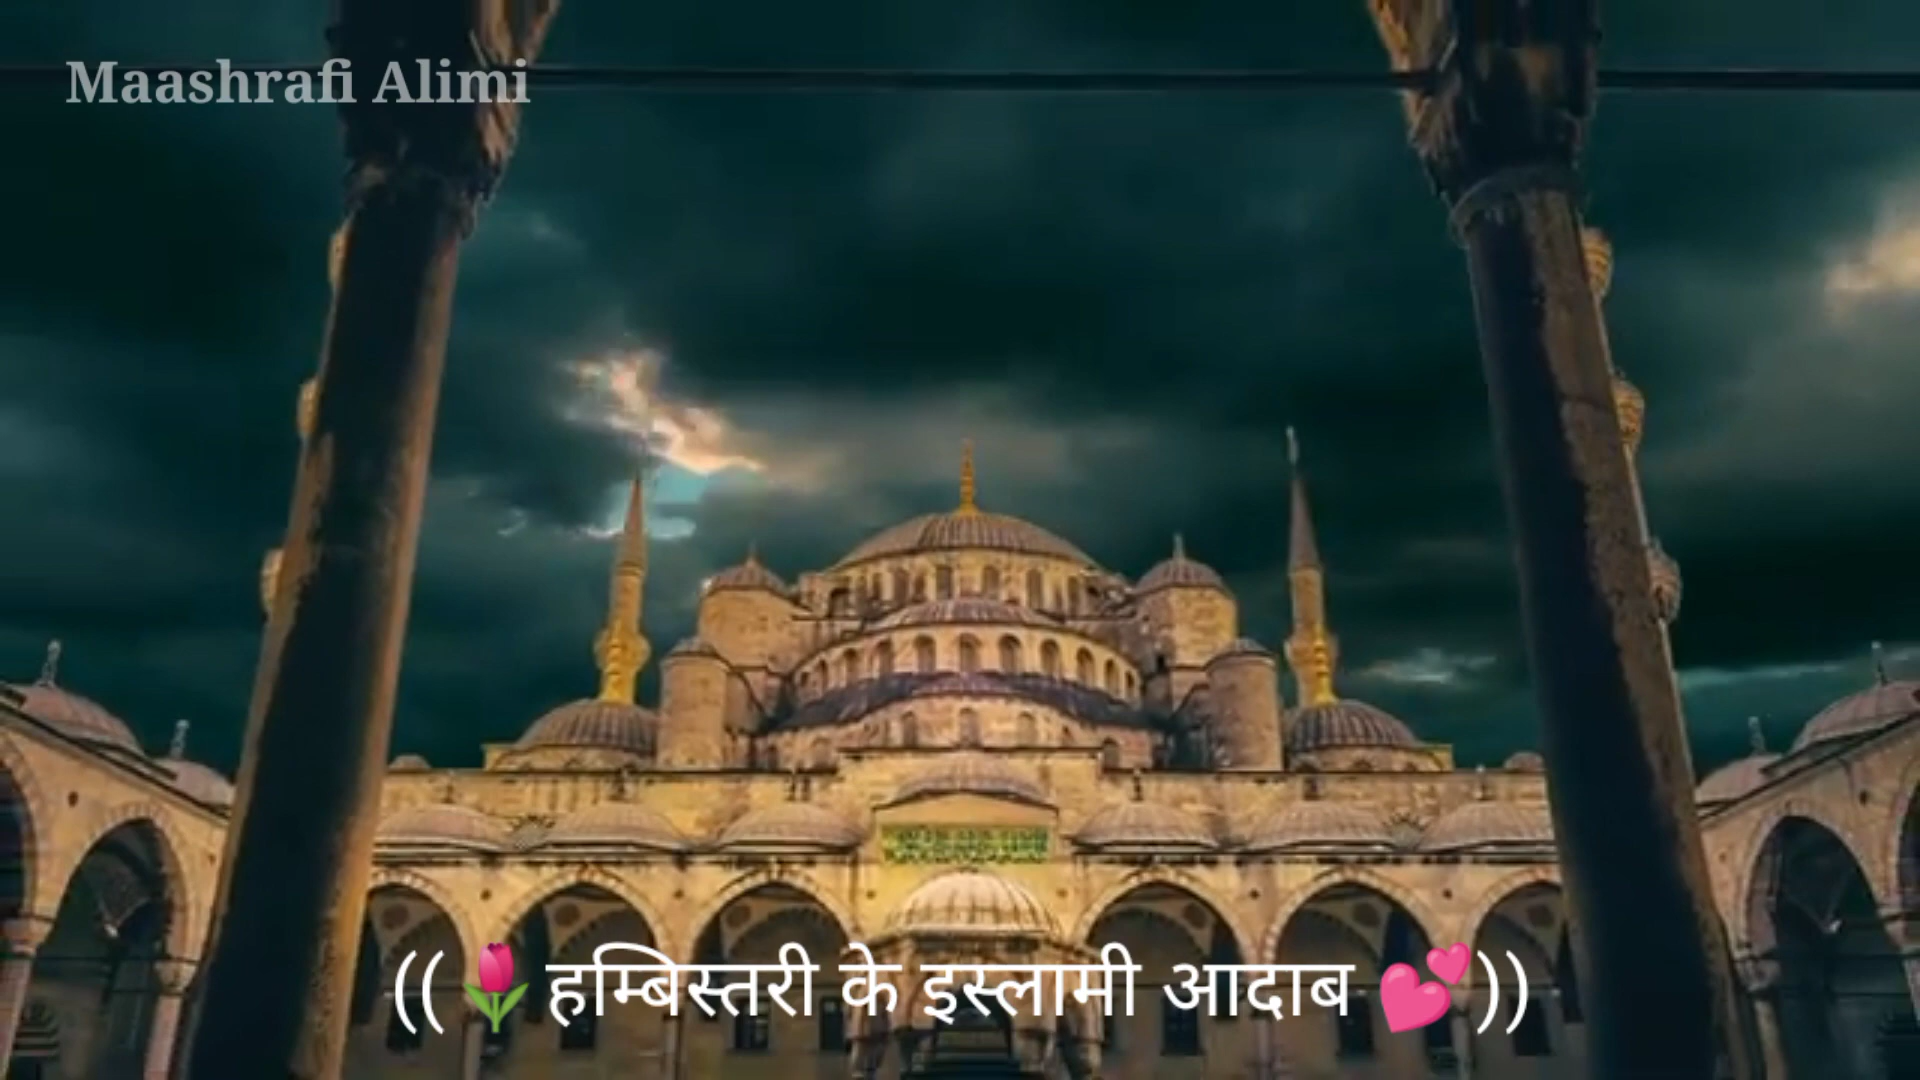 Maashrafi Alimi
((🌷हम्बिस्तरी के इस्लामी आदाब 💕))